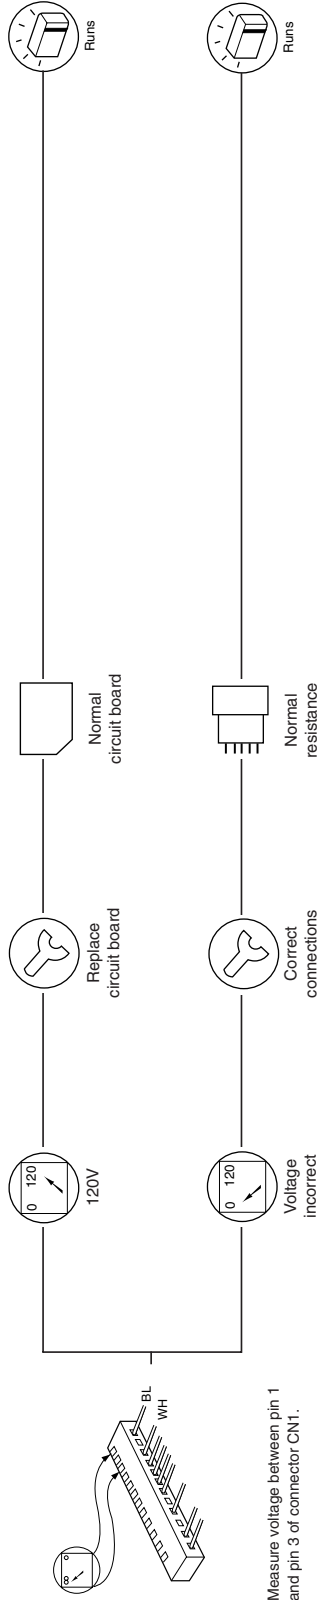 Measure voltage between pin 1
and pin 3 of connector CN1.
BL
WH
0 120
120V
Replace
circuit board
Normal
circuit board
Runs
0 120
Voltage
incorrect
Correct
connections
Normal
resistance
Runs